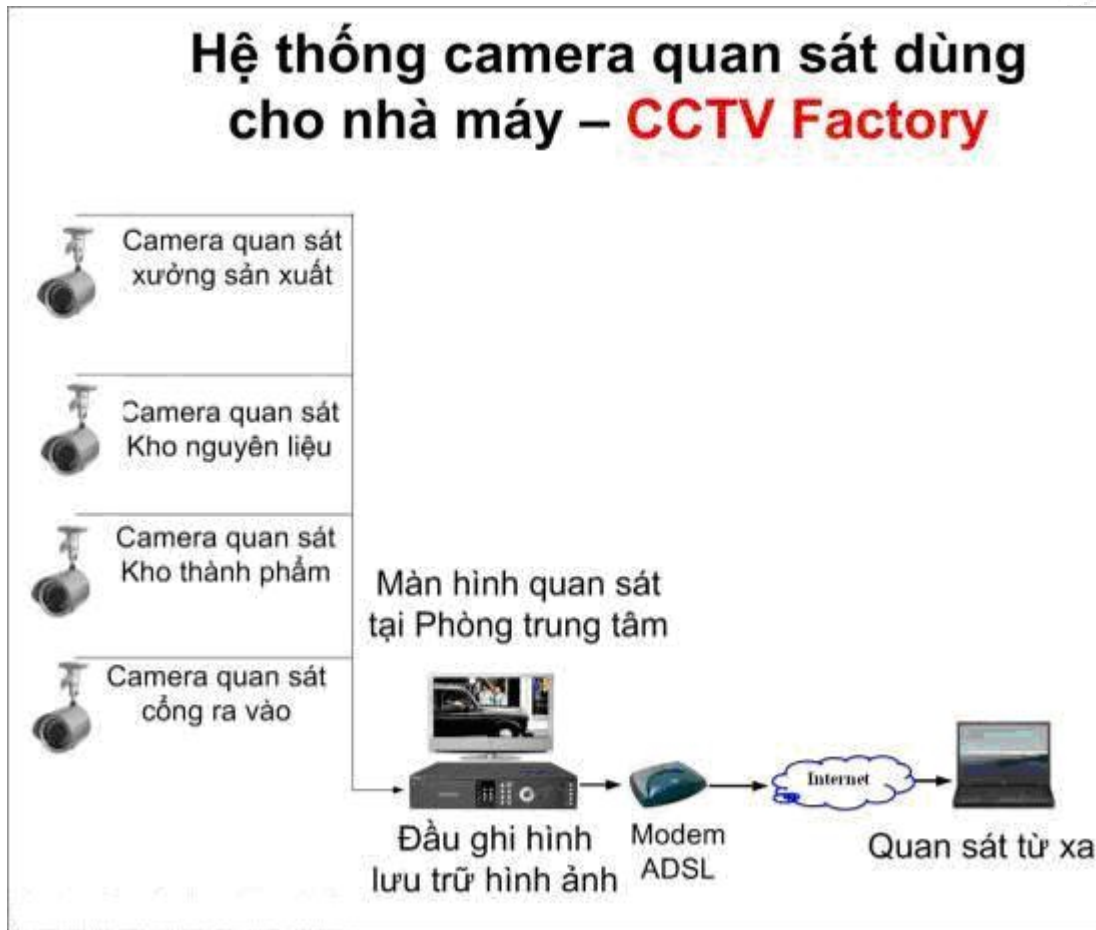 Hệ thống camera quan sát dùng
cho nhà máy – CCTV Factory
Camera quan sát
xưởng sản xuất
Camera quan sát
Kho nguyên liệu
Camera quan sát
Kho thành phẩm
Camera quan sát
cổng ra vào
Màn hình quan sát
tại Phòng trung tâm
Đầu ghi hình
lưu trữ hình ảnh
Modem
ADSL
Internet
Quan sát từ xa